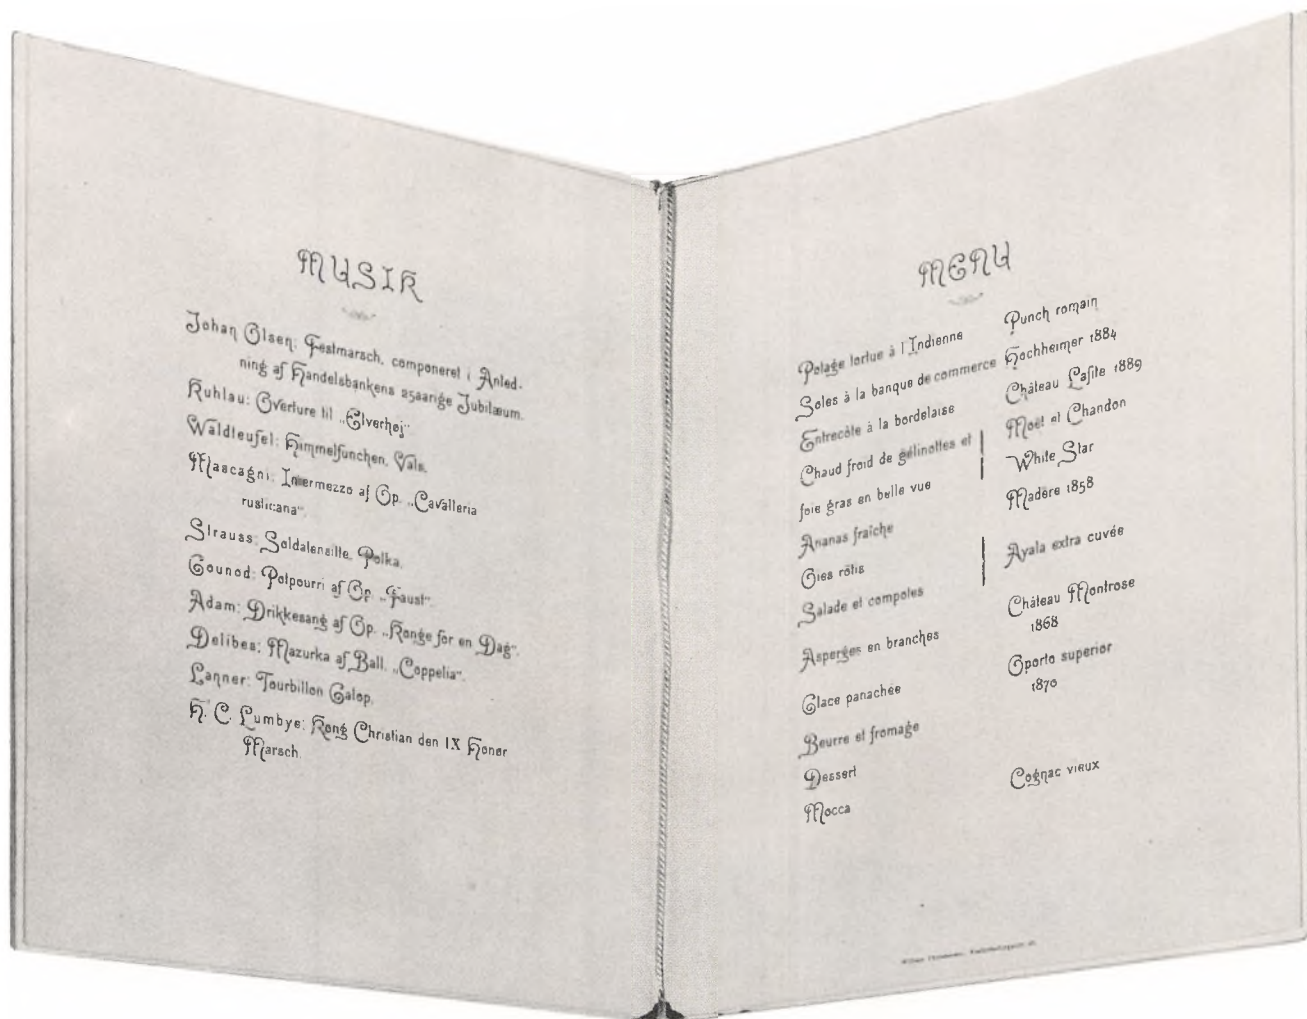 MUSIK
Johan Olsen: Festmarsch, componeret i Anled-
ning af Handelsbankens 25aarige Jubilæum.
Kuhlau: Overture til „Elverhøj“.
Waldteufel: Himmelfunchen, Vals.
Mascagni: Intermezzo af Op. „Cavalleria
rusticana“.
Strauss: Polka.
Gounod: Potpourri af Op. „Faust“.
Adam: Drikkesang af Op. „Konge for en Dag“.
Delibes: Mazurka af Ball. „Coppelia“.
Lanner: Tourbillon Galop.
H. C. Lumbye: Kong Christian den IX Honør
Marsch.
MENU
Potage tortue à l'Indienne Punch romain
Soles à la banque de commerce Hochheimer 1884
Entrecôte à la bordelaise Château Lafite 1889
Chaud froid de gélinottes et Moët et Chandon
foie gras en belle vue White Star
Ananas fraîche Madère 1858
Oies rôtis Ayala extra cuvée
Salade et compotes
Asperges en branches Château Montrose
1868
Glace panachée Oporto superior
1870
Beurre et fromage
Dessert
Mocca Cognac vieux